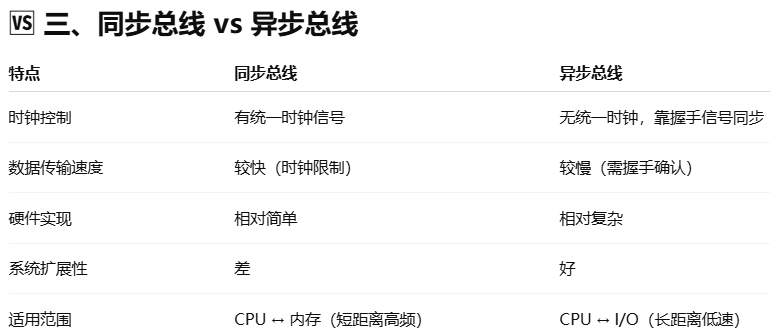 🆚 三、同步总线 vs 异步总线
特点 同步总线 异步总线
时钟控制 有统一时钟信号 无统一时钟，靠握手信号同步
数据传输速度 较快（时钟限制） 较慢（需握手确认）
硬件实现 相对简单 相对复杂
系统扩展性 差 好
适用范围 CPU ↔ 内存（短距离高频） CPU ↔ I/O（长距离低速）